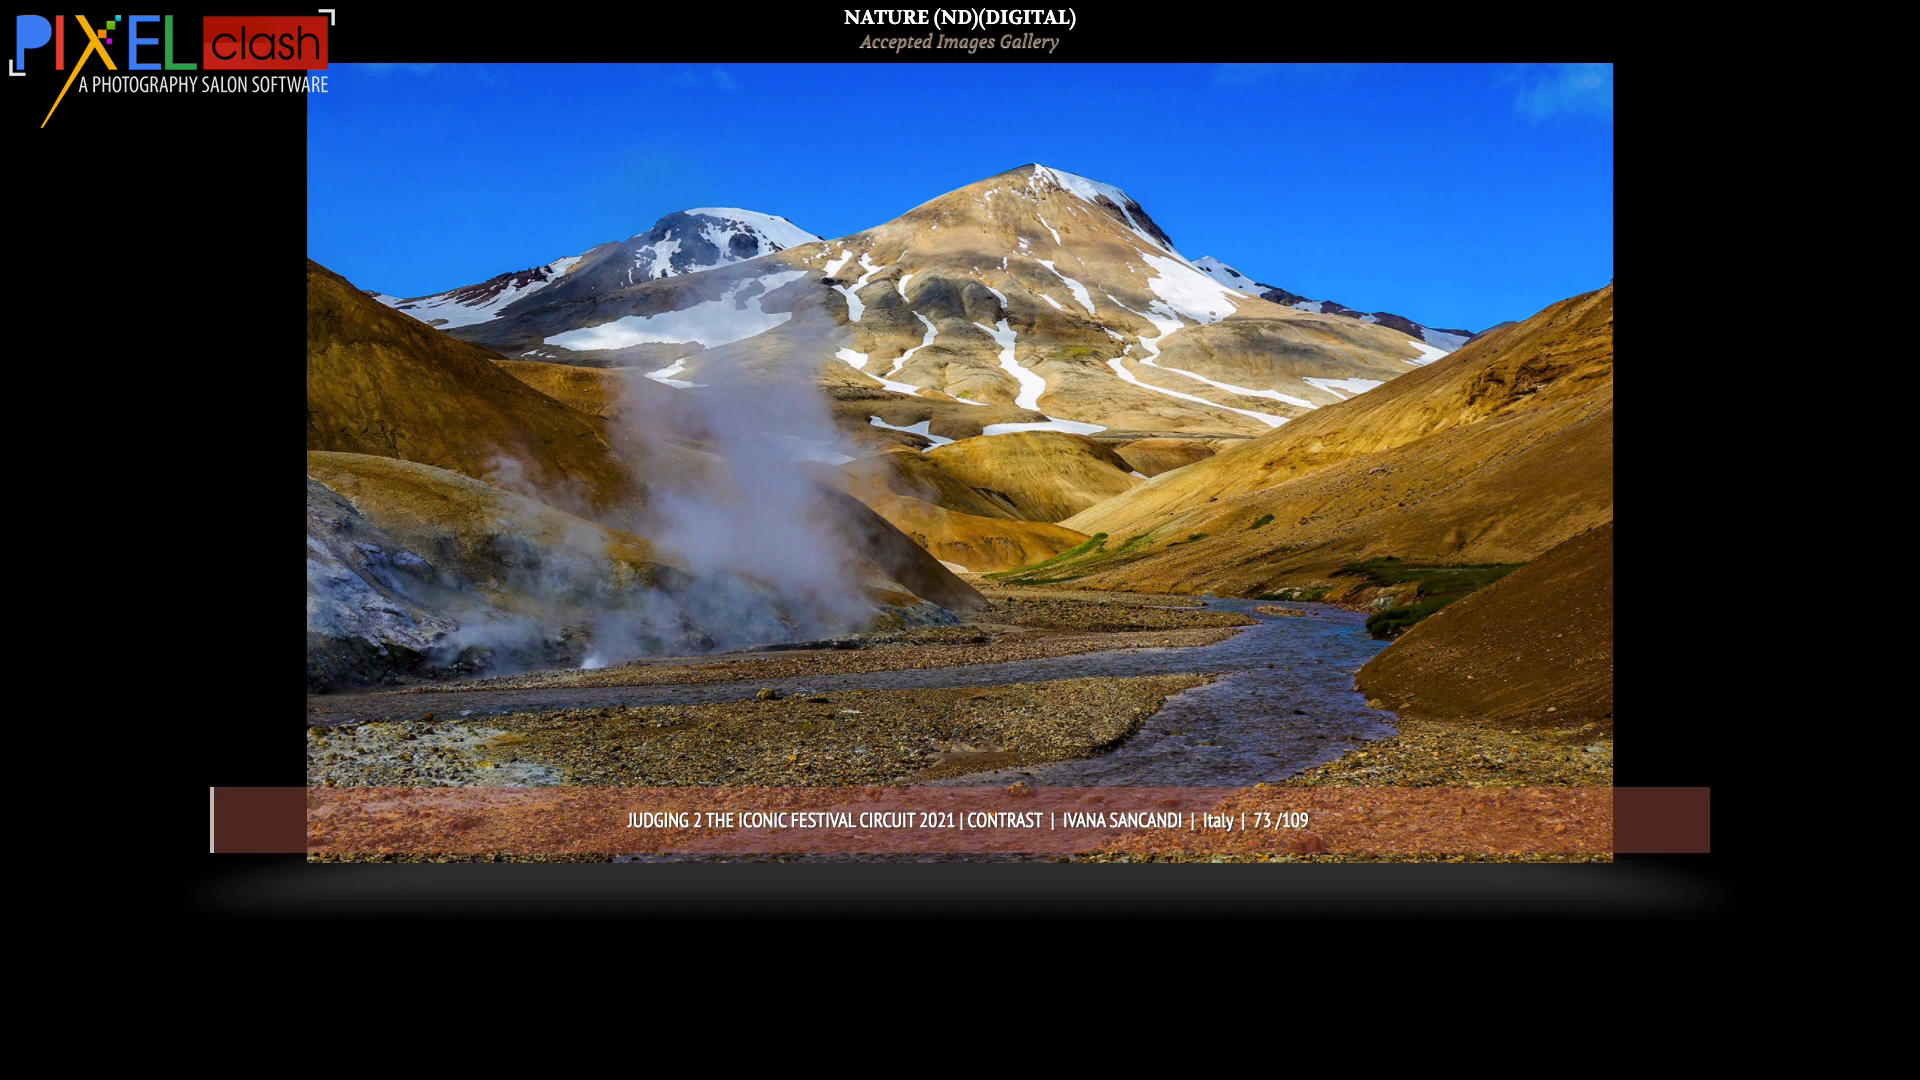 PIXEL clash
A PHOTOGRAPHY SALON SOFTWARE
NATURE (ND)(DIGITAL)
Accepted Images Gallery
JUDGING 2 THE ICONIC FESTIVAL CIRCUIT 2021 | CONTRAST | IVANA SANCANDI | Italy | 73 /109